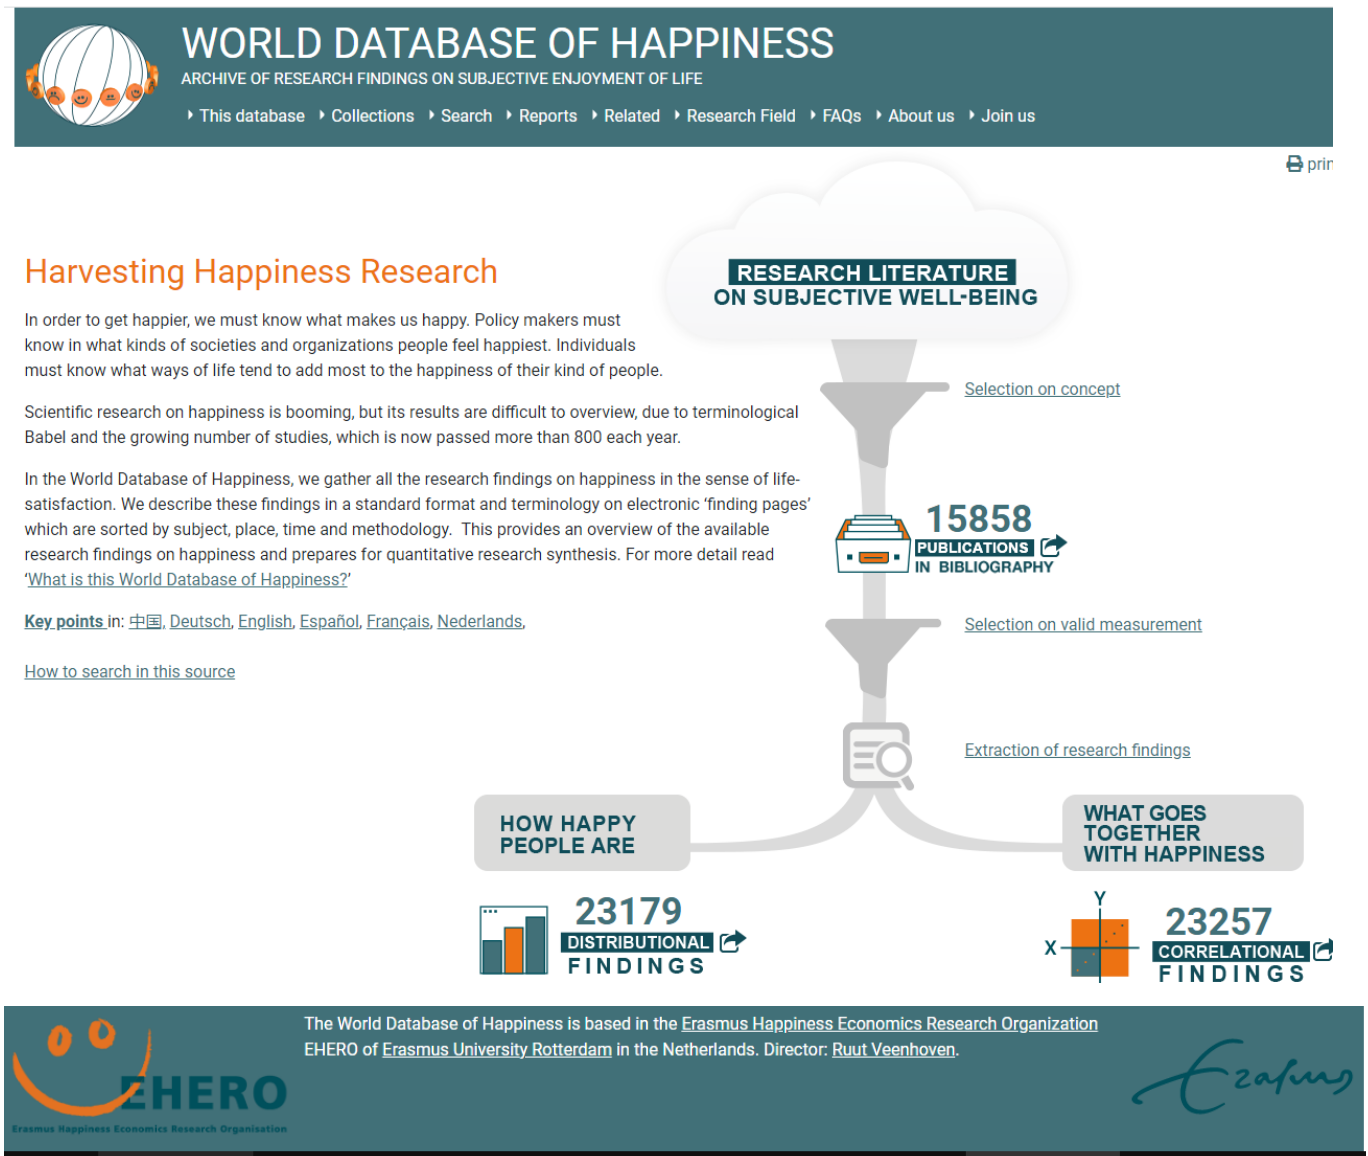 WORLD DATABASE OF HAPPINESS
ARCHIVE OF RESEARCH FINDINGS ON SUBJECTIVE ENJOYMENT OF LIFE
This database Collections Search Reports Related Research Field FAQs About us Join us
prin
RESEARCH LITERATURE
ON SUBJECTIVE WELL-BEING
Harvesting Happiness Research
In order to get happier, we must know what makes us happy. Policy makers must
know in what kinds of societies and organizations people feel happiest. Individuals
must know what ways of life tend to add most to the happiness of their kind of people.
Scientific research on happiness is booming, but its results are difficult to overview, due to terminological
Babel and the growing number of studies, which is now passed more than 800 each year.
In the World Database of Happiness, we gather all the research findings on happiness in the sense of life-
satisfaction. We describe these findings in a standard format and terminology on electronic ‘finding pages’
which are sorted by subject, place, time and methodology.  This provides an overview of the available
research findings on happiness and prepares for quantitative research synthesis. For more detail read
‘What is this World Database of Happiness?’
Key points in: 中国, Deutsch, English, Español, Français, Nederlands,
How to search in this source
Selection on concept
15858
PUBLICATIONS
IN BIBLIOGRAPHY
Selection on valid measurement
Extraction of research findings
HOW HAPPY
PEOPLE ARE
23179
DISTRIBUTIONAL
FINDINGS
WHAT GOES
TOGETHER
WITH HAPPINESS
Y
X
23257
CORRELATIONAL
FINDINGS
The World Database of Happiness is based in the Erasmus Happiness Economics Research Organization
EHERO of Erasmus University Rotterdam in the Netherlands. Director: Ruut Veenhoven.
EHERO
Erasmus Happiness Economics Research Organisation
Erasmus